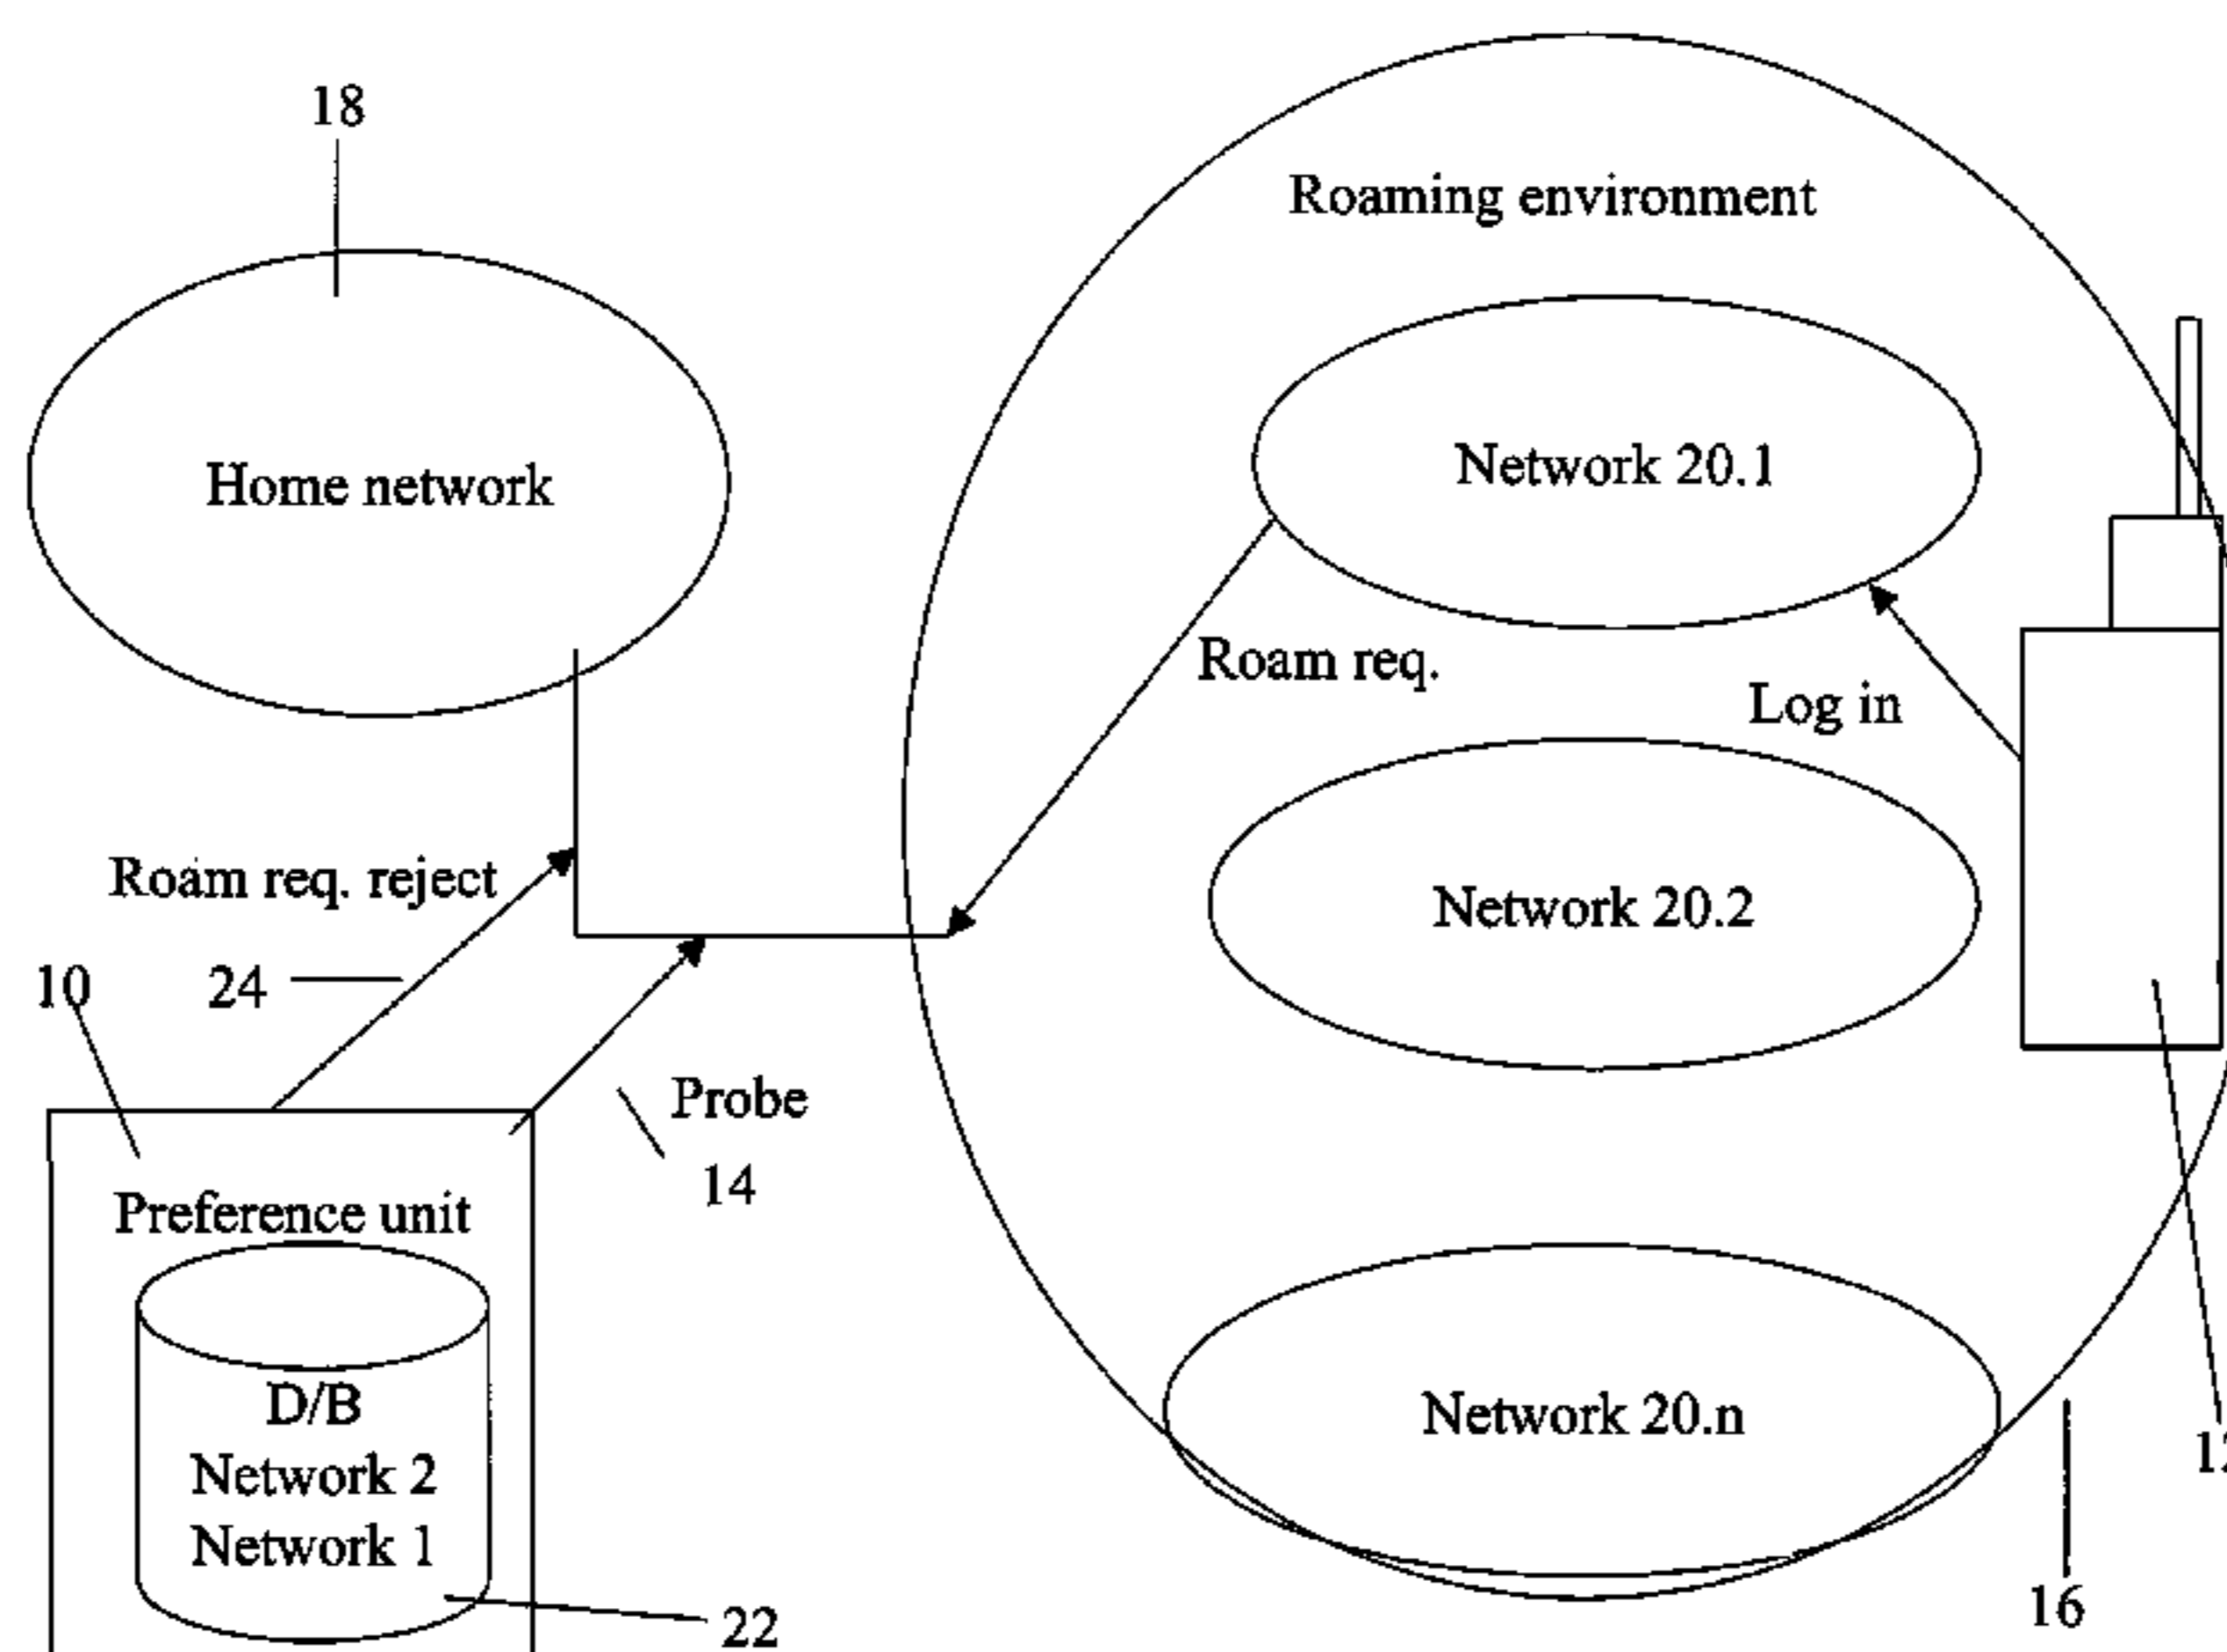 18
Roaming environment
Home network
Network 20.1
Roam req.
Log in
Roam req. reject
Network 20.2
10
24
Probe
14
Preference unit
D/B
Network 2
Network 1
Network 20.n
16
22